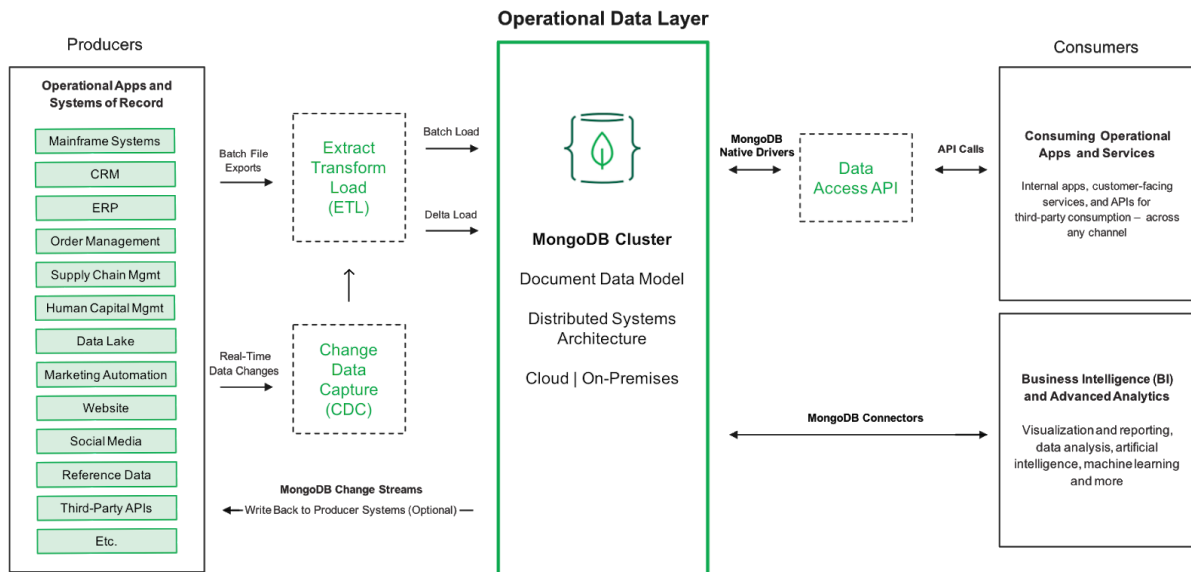 Operational Data Layer
Producers
Operational Apps and
Systems of Record
Mainframe Systems
CRM
ERP
Order Management
Supply Chain Mgmt
Human Capital Mgmt
Data Lake
Marketing Automation
Website
Social Media
Reference Data
Third-Party APIs
Etc.
Batch File
Exports
Real-Time
Data Changes
Extract
Transform
Load
(ETL)
Change
Data
Capture
(CDC)
Batch Load
Delta Load
MongoDB Change Streams
Write Back to Producer Systems (Optional)
MongoDB Cluster
Document Data Model
Distributed Systems
Architecture
Cloud | On-Premises
MongoDB
Native Drivers
Data
Access API
API Calls
MongoDB Connectors
Consumers
Consuming Operational
Apps and Services
Internal apps, customer-facing
services, and APIs for
third-party consumption – across
any channel
Business Intelligence (BI)
and Advanced Analytics
Visualization and reporting,
data analysis, artificial
intelligence, machine learning
and more